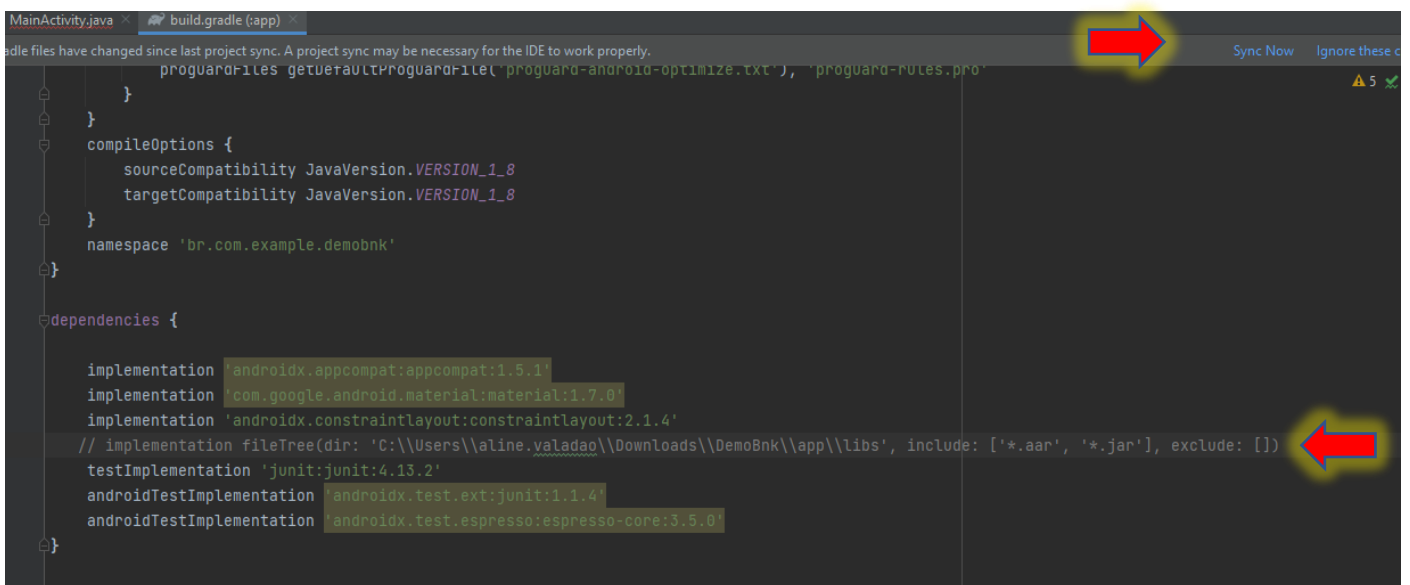 MainActivity.java × build.gradle (:app) ×
adle files have changed since last project sync. A project sync may be necessary for the IDE to work properly. Sync Now Ignore these c
proguardFiles getDefaultProguardFile('proguard-android-optimize.txt'), 'proguard-rules.pro'
5
}
}
compileOptions {
sourceCompatibility JavaVersion.VERSION_1_8
targetCompatibility JavaVersion.VERSION_1_8
}
namespace 'br.com.example.demobnk'
}
dependencies {
implementation 'androidx.appcompat:appcompat:1.5.1'
implementation 'com.google.android.material:material:1.7.0'
implementation 'androidx.constraintlayout:constraintlayout:2.1.4'
// implementation fileTree(dir: 'C:\\Users\\aline.valadao\\Downloads\\DemoBnk\\app\\libs', include: ['*.aar', '*.jar'], exclude: [])
testImplementation 'junit:junit:4.13.2'
androidTestImplementation 'androidx.test.ext:junit:1.1.4'
androidTestImplementation 'androidx.test.espresso:espresso-core:3.5.0'
}